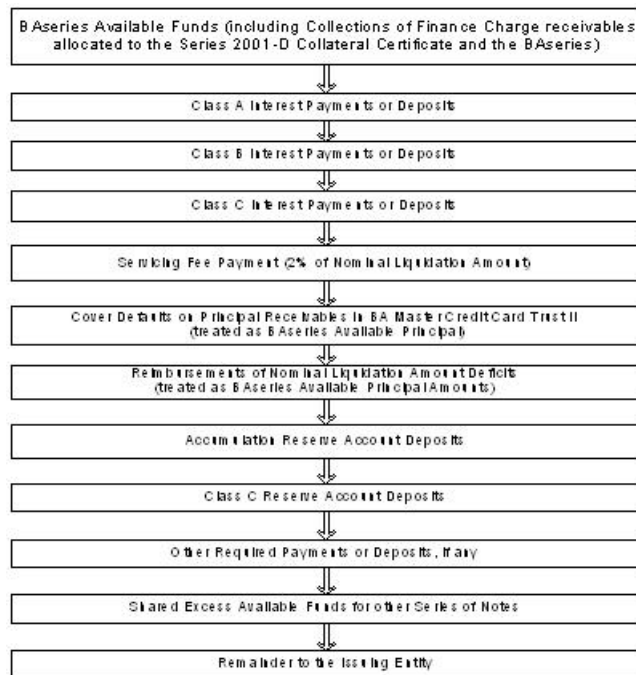 BAseries Available Funds (including Collections of Finance Charge receivables
allocated to the Series 2001-D Collateral Certificate and the BAseries)
Class A Interest Payments or Deposits
Class B Interest Payments or Deposits
Class C Interest Payments or Deposits
Servicing Fee Payment (2% of Nominal Liquidation Amount)
Cover Defaults on Principal Receivables in BA Master Credit Card Trust II
(treated as BAseries Available Principal)
Reimbursements of Nominal Liquidation Amount Deficits
(treated as BAseries Available Principal Amounts)
Accumulation Reserve Account Deposits
Class C Reserve Account Deposits
Other Required Payments or Deposits, if any
Shared Excess Available Funds for other Series of Notes
Remainder to the Issuing Entity